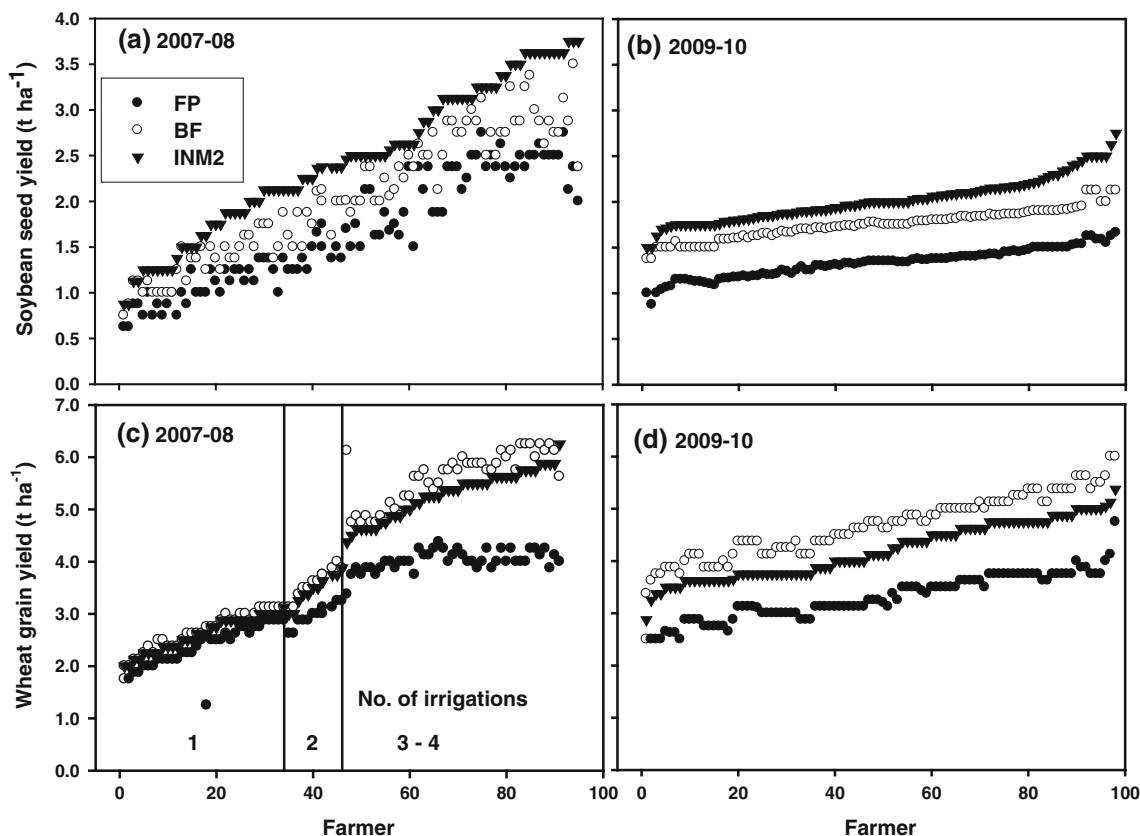 (a) 2007-08
FP
BF
INM2
Soybean seed yield (t ha-1)
4.0
3.5
3.0
2.5
2.0
1.5
1.0
0.5
0.0
(b) 2009-10
(c) 2007-08
No. of irrigations
1
2
3 - 4
Wheat grain yield (t ha-1)
7.0
6.0
5.0
4.0
3.0
2.0
1.0
0.0
0
20
40
60
80
100
Farmer
(d) 2009-10
0
20
40
60
80
100
Farmer